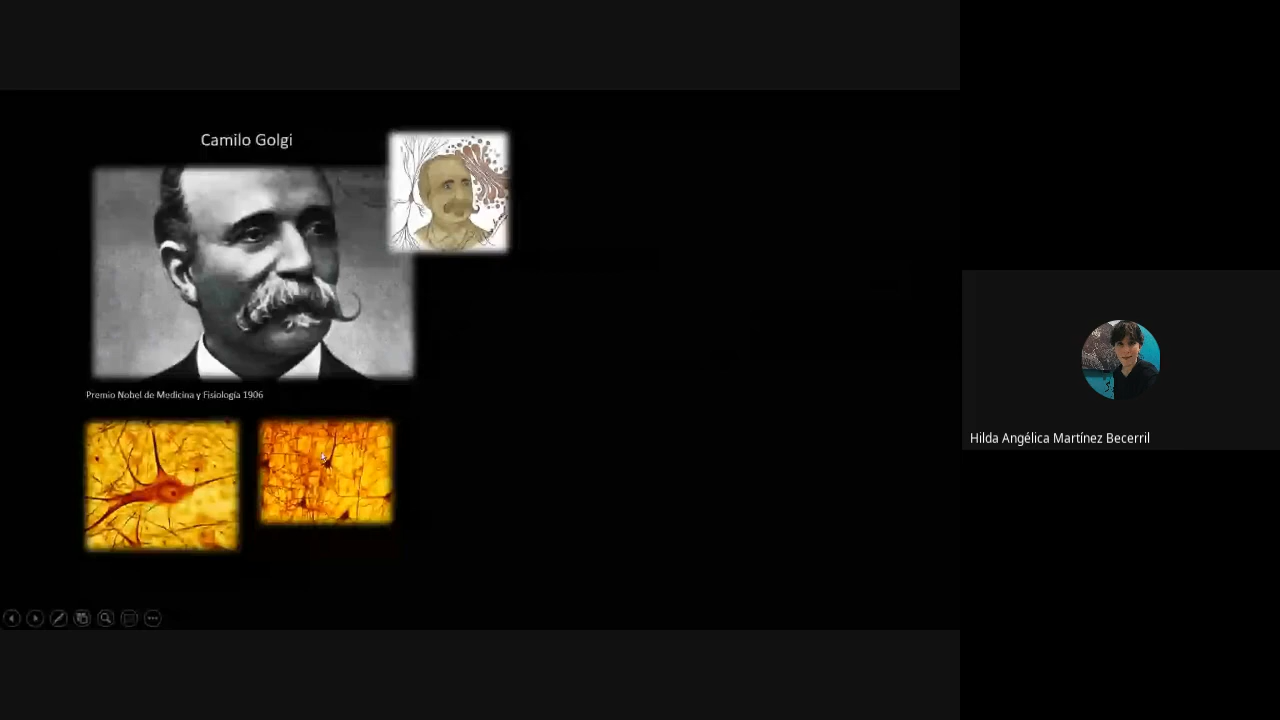 Camilo Golgi
Premio Nobel de Medicina y Fisiología 1906
Hilda Angélica Martínez Becerril